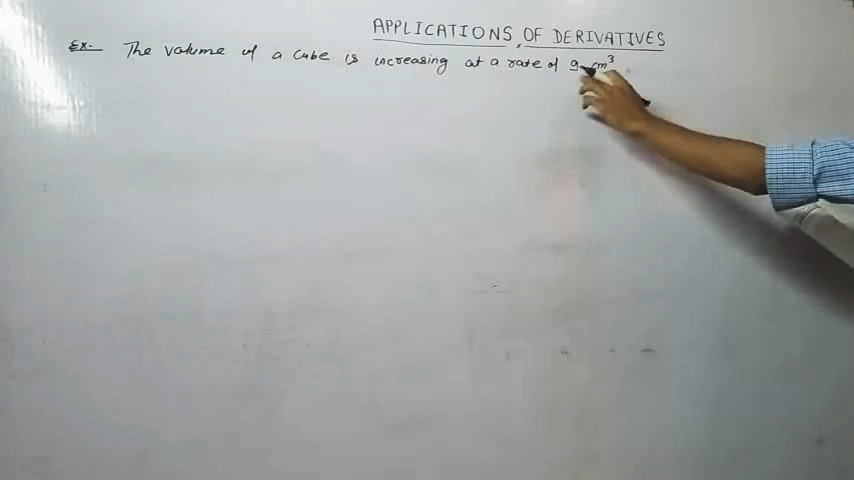 APPLICATIONS OF DERIVATIVES
Ex. The volume of a cube is increasing at a rate of 9 cm³